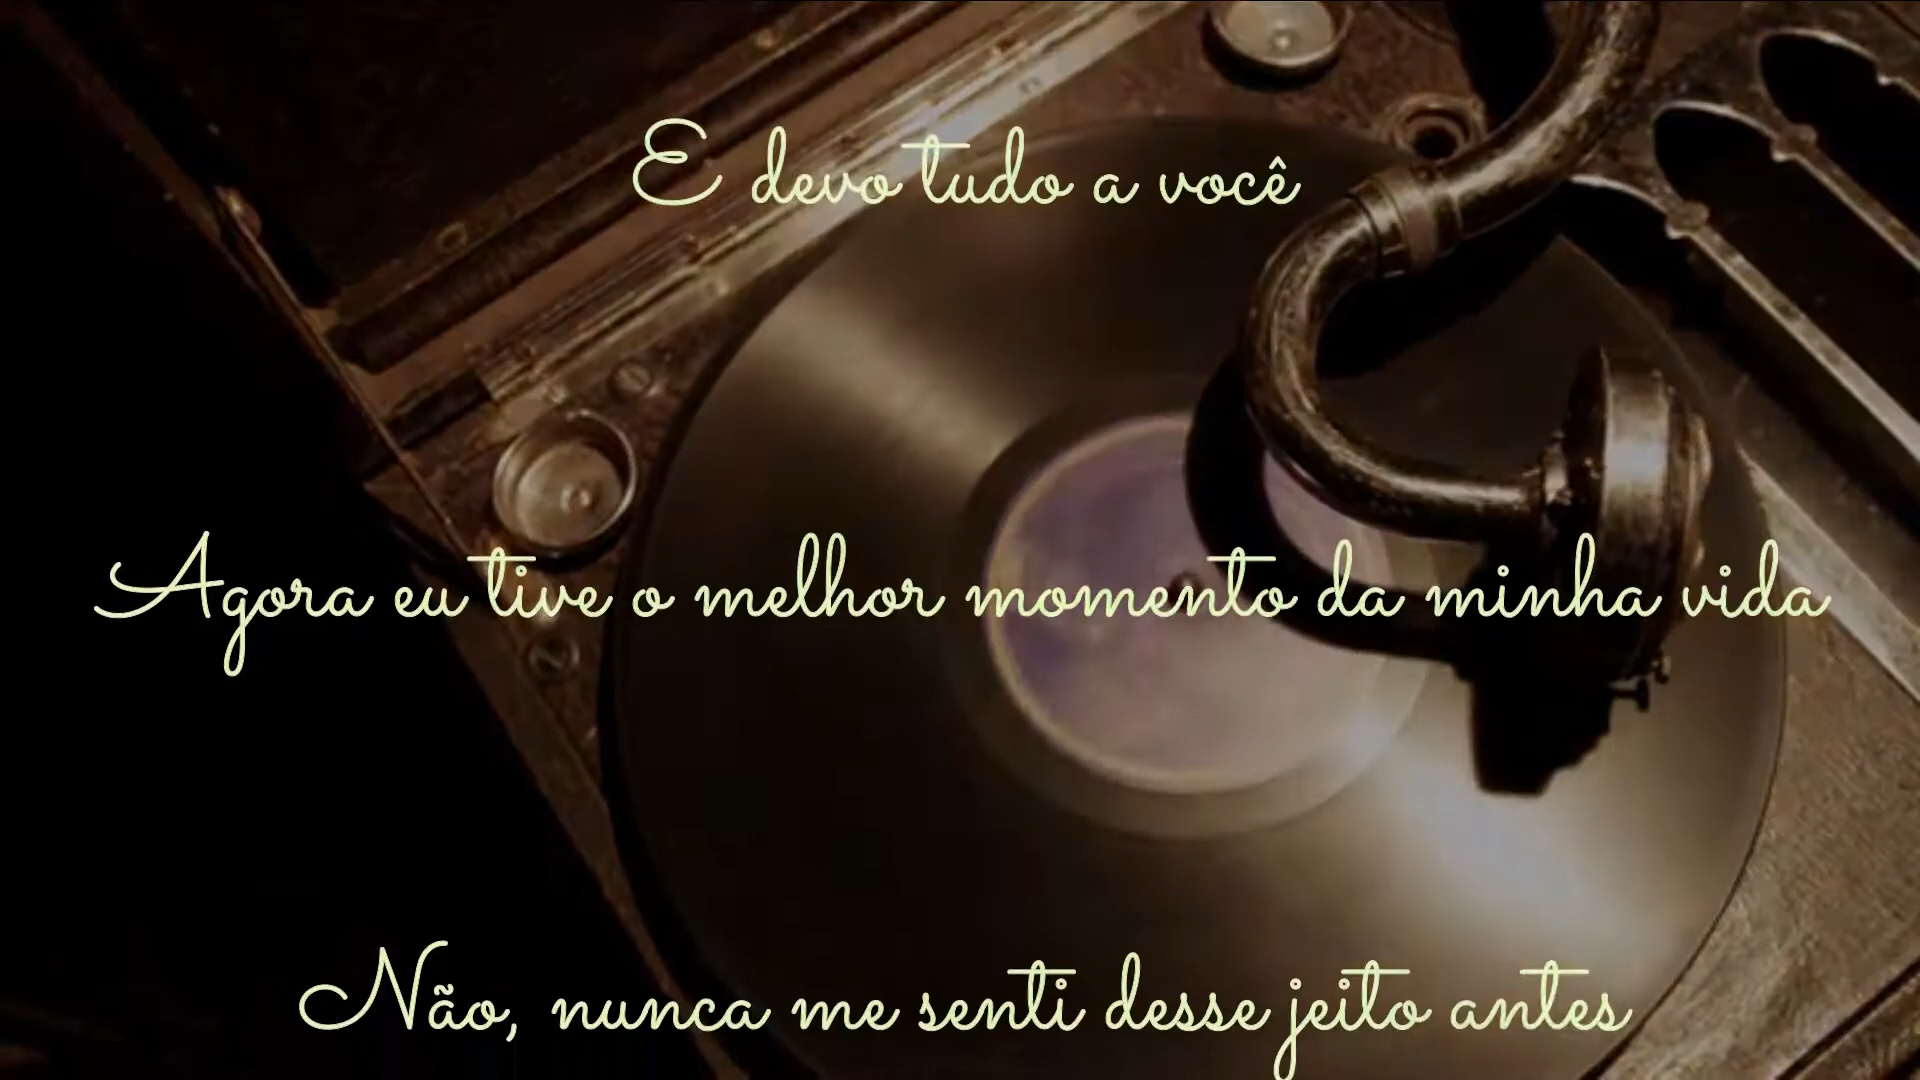 E devo tudo a você
Agora eu tive o melhor momento da minha vida
Não, nunca me senti desse jeito antes